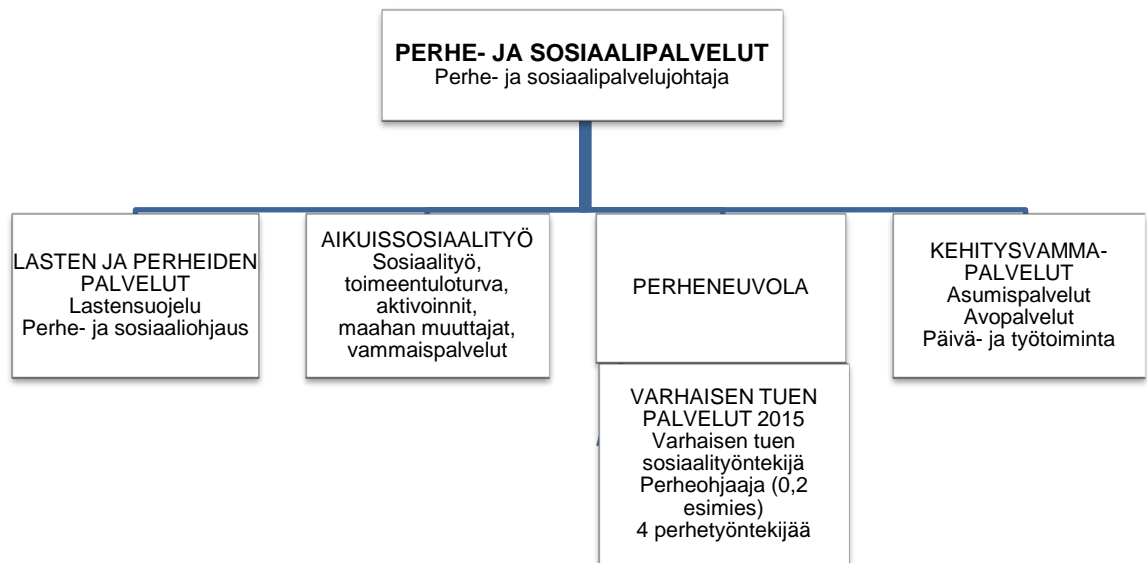 PERHE- JA SOSIAALIPALVELUT
Perhe- ja sosiaalipalvelujohtaja
LASTEN JA PERHEIDEN
PALVELUT
Lastensuojelu
Perhe- ja sosiaaliohjaus
AIKUISSOSIAALITYÖ
Sosiaalityö,
toimeentuloturva,
aktivoinnit,
maahan muuttajat,
vammaispalvelut
PERHENEUVOLA
VARHAISEN TUEN
PALVELUT 2015
Varhaisen tuen
sosiaalityöntekijä
Perheohjaaja (0,2
esimies)
4 perhetyöntekijää
KEHITYSVAMMA-
PALVELUT
Asumispalvelut
Avopalvelut
Päivä- ja työtoiminta